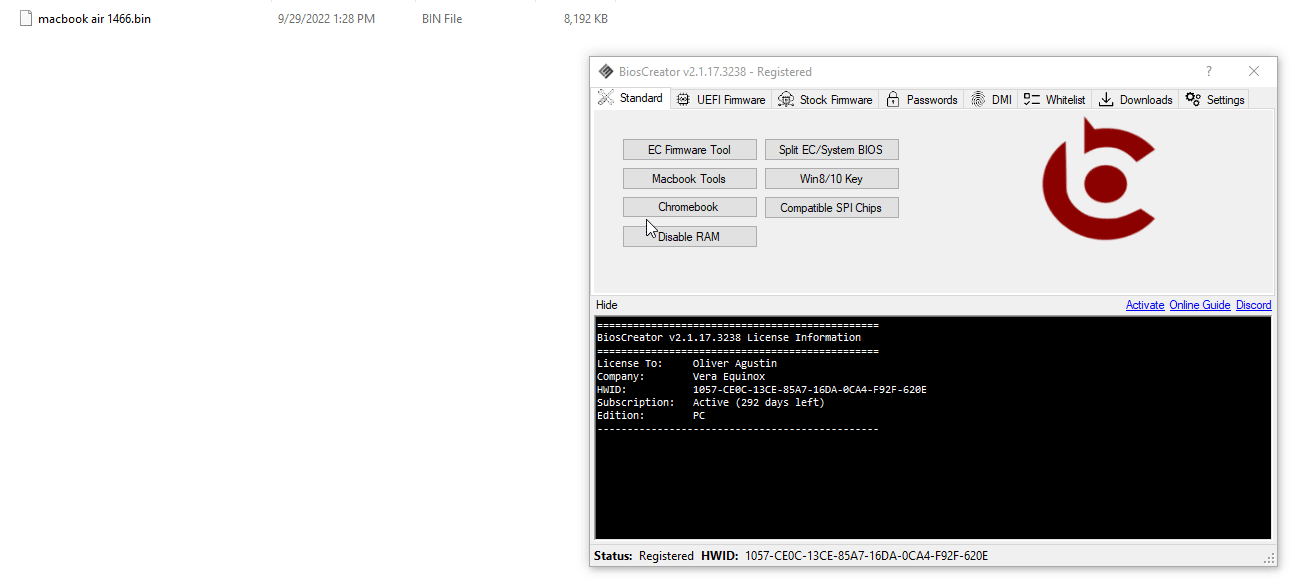 macbook air 1466.bin 9/29/2022 1:28 PM BIN File 8,192 KB
BiosCreator v2.1.17.3238 - Registered ?
Standard UEFI Firmware Stock Firmware Passwords DMI Whitelist Downloads Settings
EC Firmware Tool Split EC/System BIOS
Macbook Tools Win8/10 Key
Chromebook Compatible SPI Chips
Disable RAM
Hide Activate Online Guide Discord
===============================================
BiosCreator v2.1.17.3238 License Information
===============================================
License To: Oliver Agustin
Company: Vera Equinox
HWID: 1057-CE0C-13CE-85A7-16DA-0CA4-F92F-620E
Subscription: Active (292 days left)
Edition: PC
-----------------------------------------------
Status: Registered HWID: 1057-CE0C-13CE-85A7-16DA-0CA4-F92F-620E